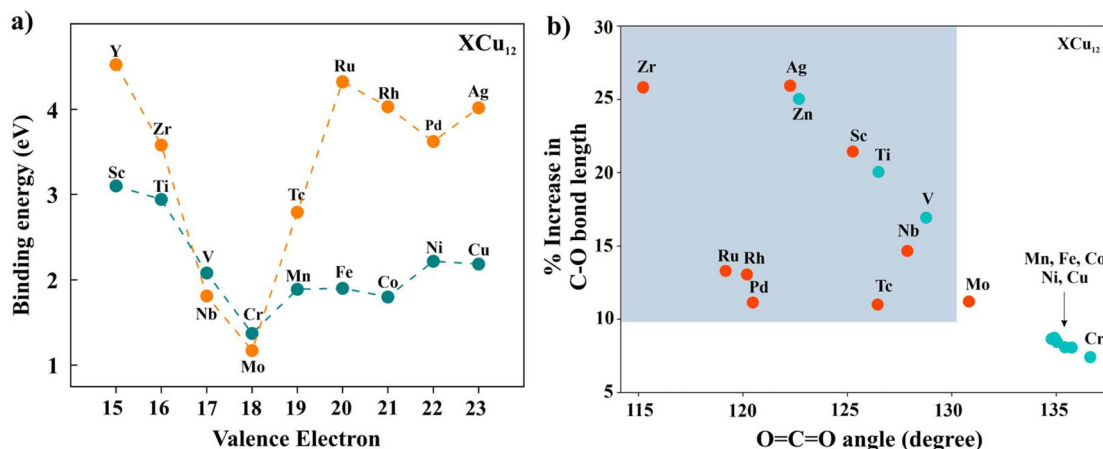 a)
XCu₁₂
Y
Zr
Sc
Ti
V
Nb
Cr
Mo
Tc
Mn
Ru
Fe
Rh
Co
Pd
Ni
Ag
Cu
4
3
2
1
Binding energy (eV)
15 16 17 18 19 20 21 22 23
Valence Electron
b)
XCu₁₂
30
25
20
15
10
5
% Increase in
C-O bond length
Zr
Ag
Zn
Sc
Ti
V
Nb
Ru Rh
Pd
Tc
Mo
Mn, Fe, Co
Ni, Cu
Cr
115 120 125 130 135
O=C=O angle (degree)